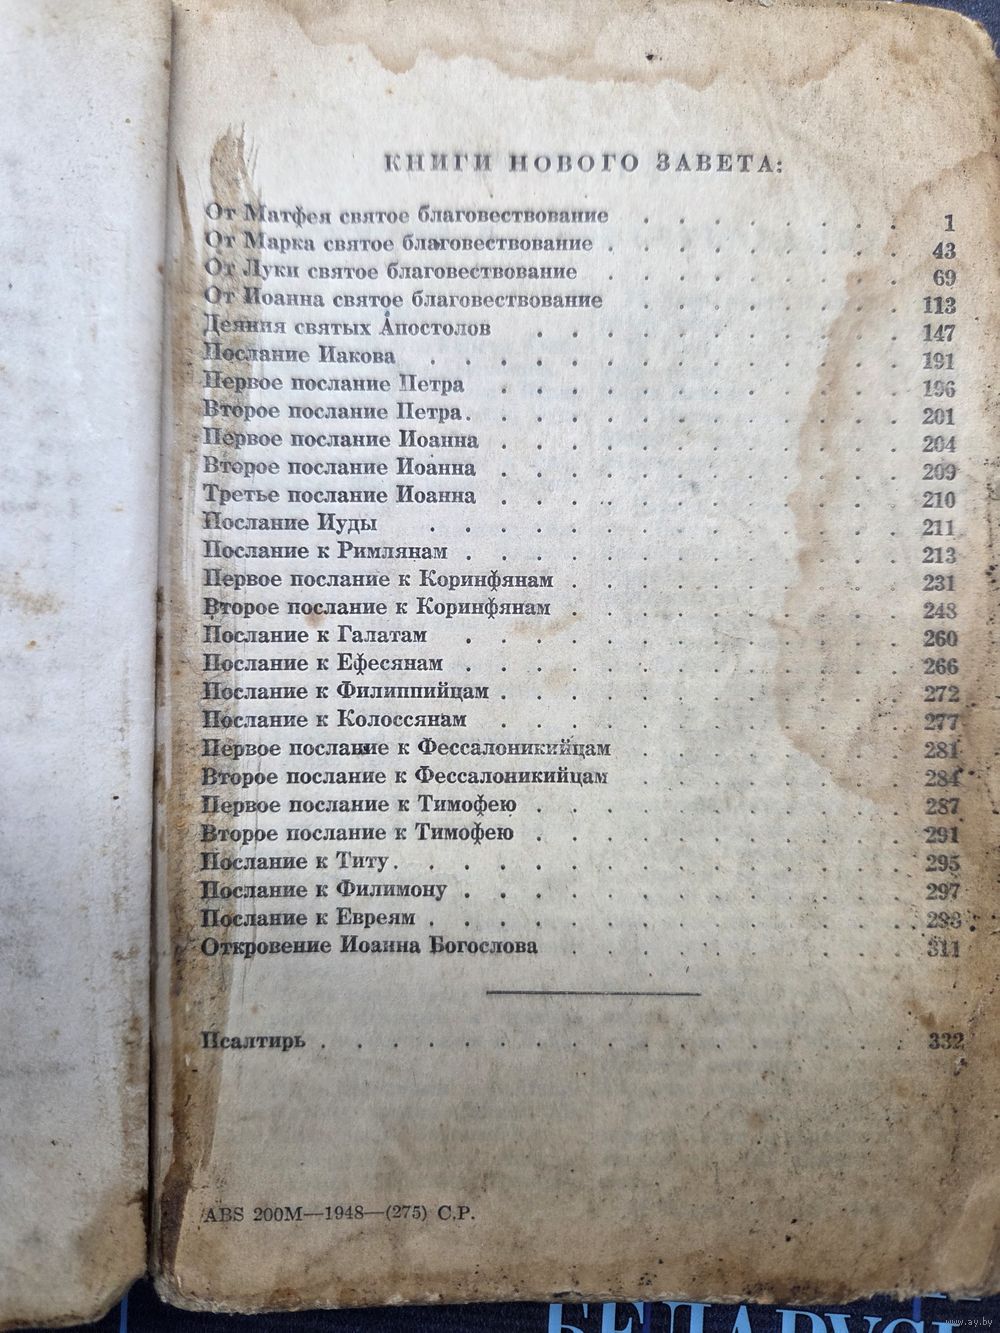 КНИГИ НОВОГО ЗАВЕТА:
От Матфея святое благовествование . . . . . . . . 1
От Марка святое благовествование . . . . . . . . . 43
От Луки святое благовествование . . . . . . . . . 69
От Иоанна святое благовествование . . . . . . . . 113
Деяния святых Апостолов . . . . . . . . . . . 147
Послание Иакова . . . . . . . . . . . . . . 191
Первое послание Петра . . . . . . . . . . . . 196
Второе послание Петра . . . . . . . . . . . . . 201
Первое послание Иоанна . . . . . . . . . . . . 204
Второе послание Иоанна . . . . . . . . . . . . 209
Третье послание Иоанна . . . . . . . . . . . . 210
Послание Иуды . . . . . . . . . . . . . . 211
Послание к Римлянам . . . . . . . . . . . . . 213
Первое послание к Коринфянам . . . . . . . . . . 231
Второе послание к Коринфянам . . . . . . . . . . 248
Послание к Галатам . . . . . . . . . . . . . 260
Послание к Ефесянам . . . . . . . . . . . . . 266
Послание к Филиппийцам . . . . . . . . . . . . 272
Послание к Колоссянам . . . . . . . . . . . . 277
Первое послание к Фессалоникийцам . . . . . . . . 281
Второе послание к Фессалоникийцам . . . . . . . . 284
Первое послание к Тимофею . . . . . . . . . . . 287
Второе послание к Тимофею . . . . . . . . . . . 291
Послание к Титу . . . . . . . . . . . . . . . 295
Послание к Филимону . . . . . . . . . . . . . 297
Послание к Евреям . . . . . . . . . . . . . . 298
Откровение Иоанна Богослова . . . . . . . . . . 311
Псалтирь . . . . . . . . . . . . . . . . . 332
ABS 200M—1948—(275) C.P.
БЕЛАРУСЬ
www.ay.by